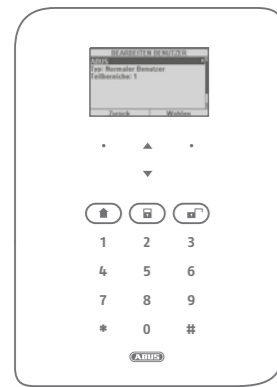 BEARBEITEN BENUTZER
ABUS
Typ: Normaler Benutzer
Teilbereiche: 1
Zurück Wählen
1 2 3
4 5 6
7 8 9
* 0 #
ABUS